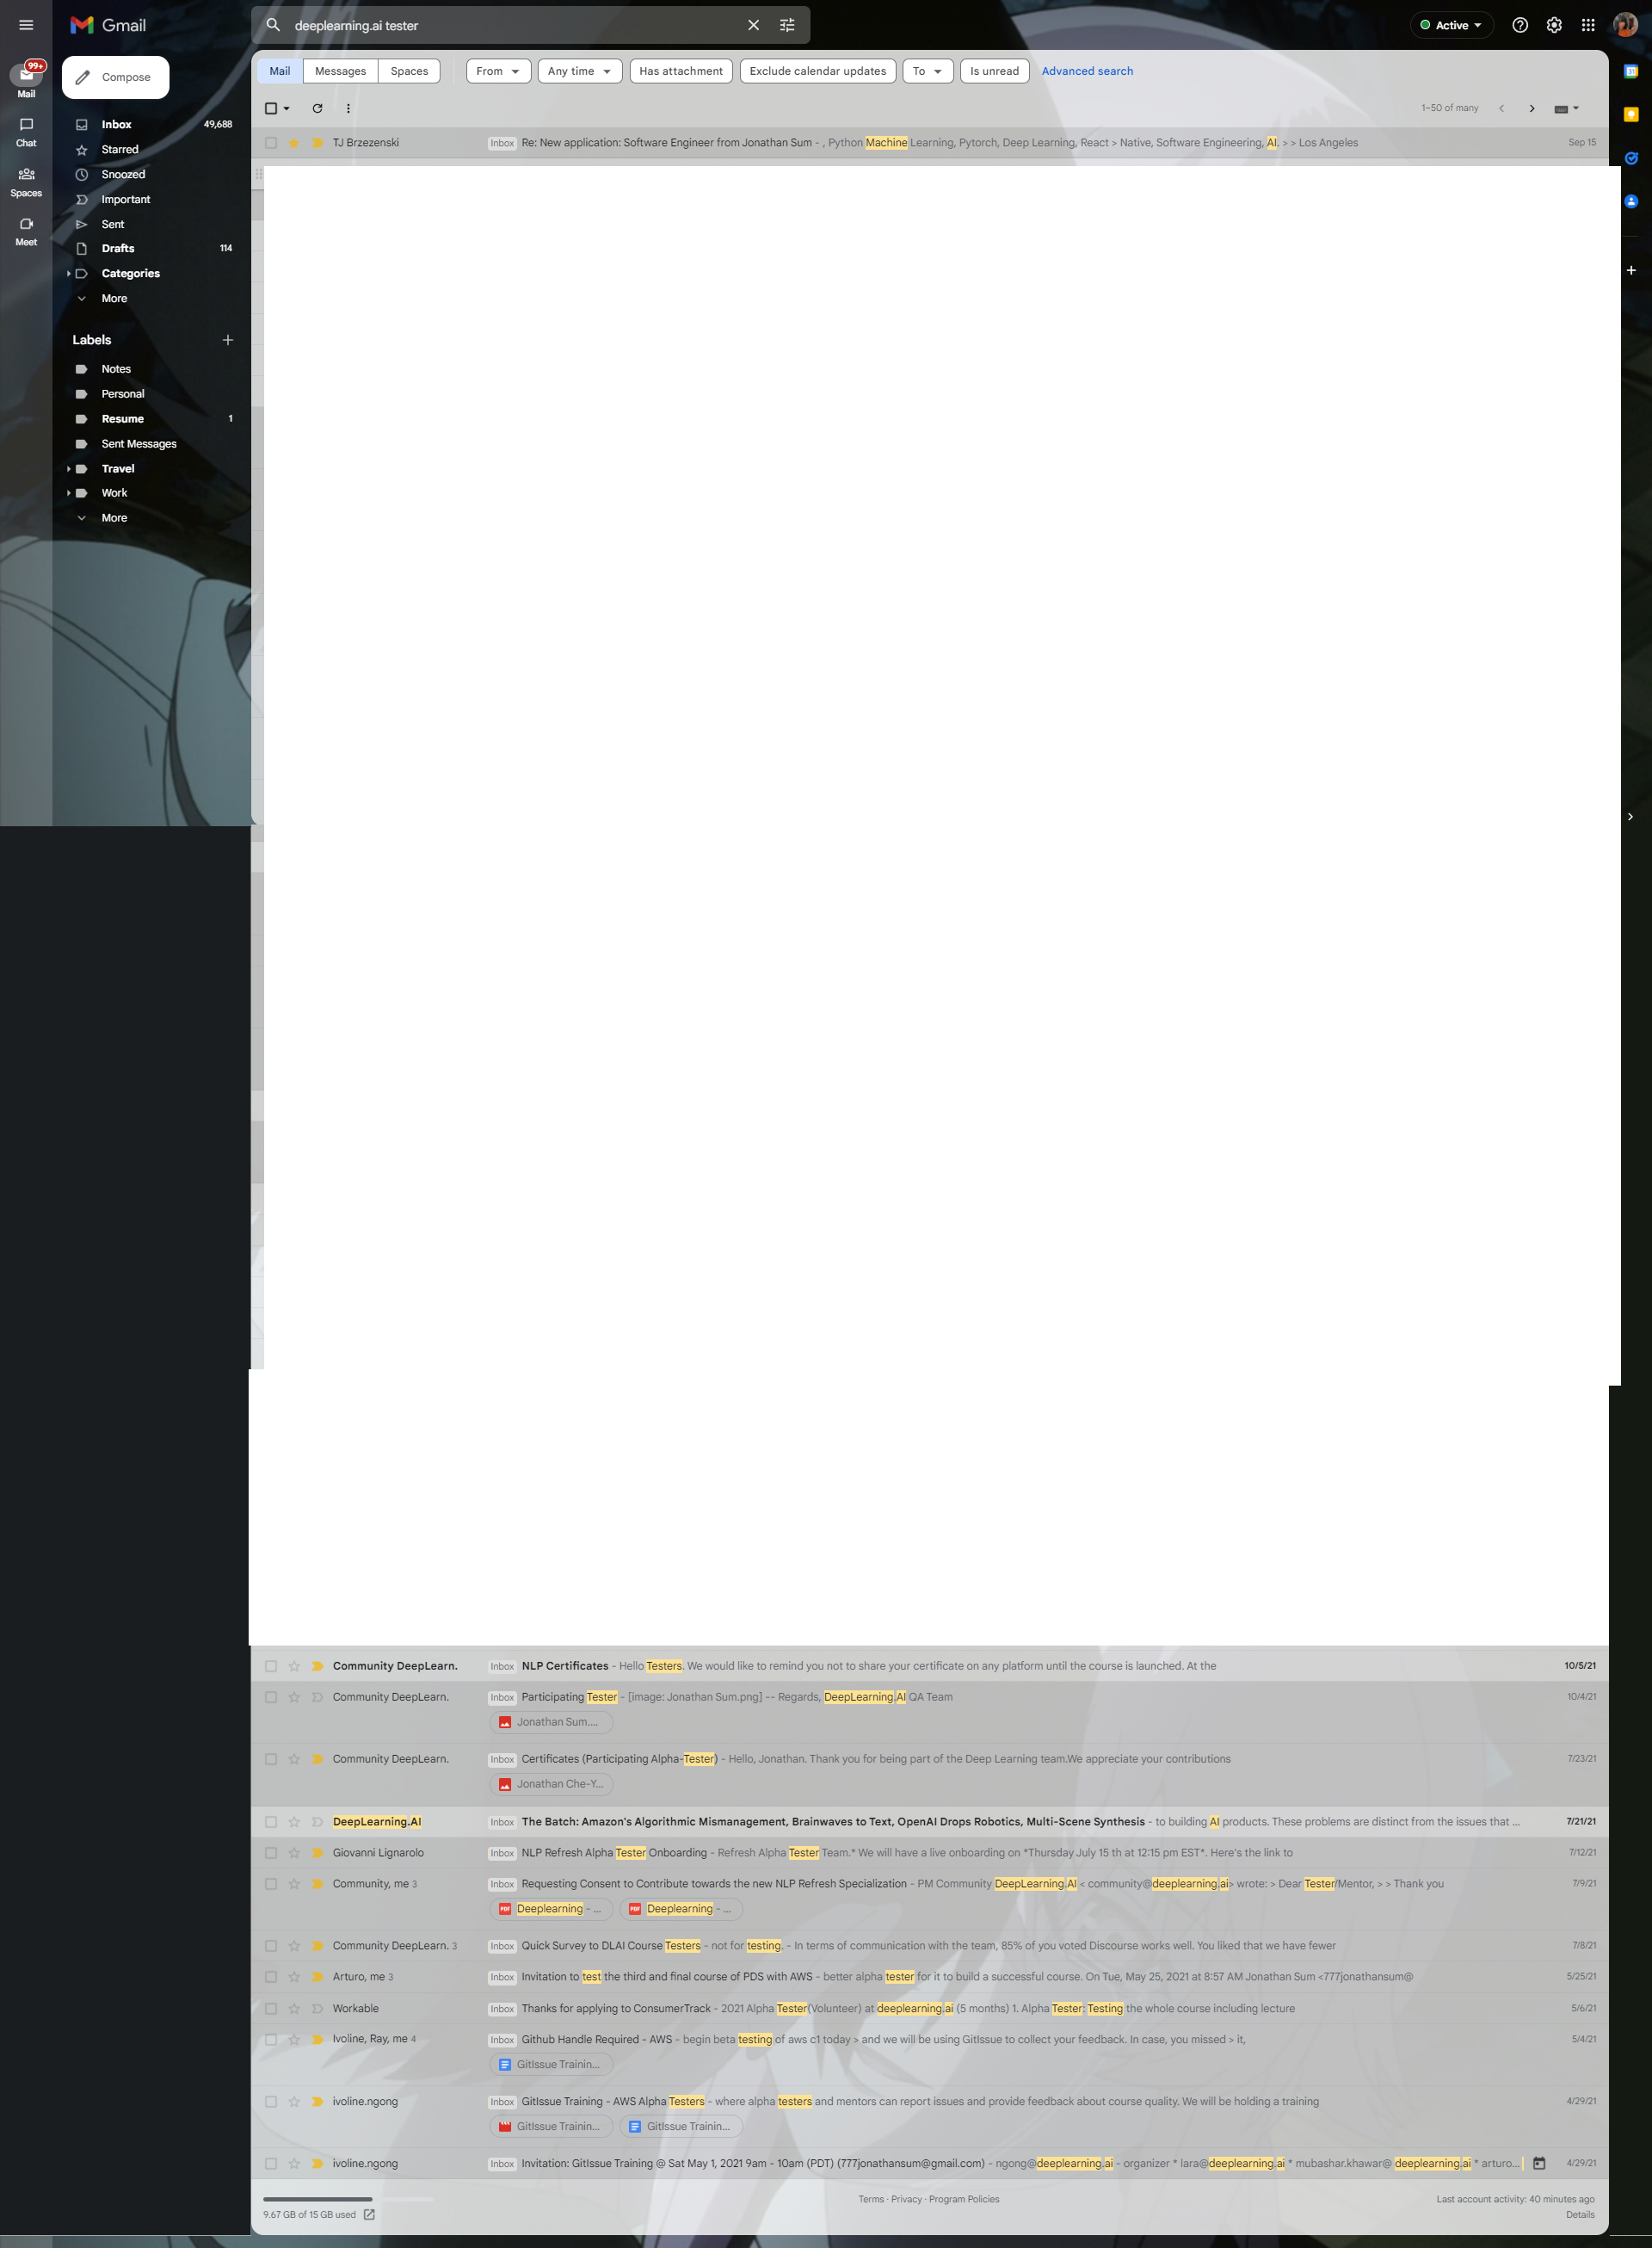 Gmail
deeplearning.ai tester
Active
99+
Mail
Chat
Spaces
Meet
Compose
Inbox 49,688
Starred
Snoozed
Important
Sent
Drafts 114
Categories
More
Labels
Notes
Personal
Resume 1
Sent Messages
Travel
Work
More
Mail Messages Spaces From Any time Has attachment Exclude calendar updates To Is unread Advanced search
1–50 of many
TJ Brzezenski Inbox Re: New application: Software Engineer from Jonathan Sum - , Python Machine Learning, Pytorch, Deep Learning, React > Native, Software Engineering, AI. > > Los Angeles Sep 15
Community DeepLearn. Inbox NLP Certificates - Hello Testers. We would like to remind you not to share your certificate on any platform until the course is launched. At the 10/5/21
Community DeepLearn. Inbox Participating Tester - [image: Jonathan Sum.png] -- Regards, DeepLearning.AI QA Team 10/4/21
Jonathan Sum....
Community DeepLearn. Inbox Certificates (Participating Alpha-Tester) - Hello, Jonathan. Thank you for being part of the Deep Learning team.We appreciate your contributions 7/23/21
Jonathan Che-Y...
DeepLearning.AI Inbox The Batch: Amazon's Algorithmic Mismanagement, Brainwaves to Text, OpenAI Drops Robotics, Multi-Scene Synthesis - to building AI products. These problems are distinct from the issues that ... 7/21/21
Giovanni Lignarolo Inbox NLP Refresh Alpha Tester Onboarding - Refresh Alpha Tester Team.* We will have a live onboarding on *Thursday July 15 th at 12:15 pm EST*. Here's the link to 7/12/21
Community, me 3 Inbox Requesting Consent to Contribute towards the new NLP Refresh Specialization - PM Community DeepLearning.AI < community@deeplearning.ai> wrote: > Dear Tester/Mentor, > > Thank you 7/9/21
PDF Deeplearning - ... PDF Deeplearning - ...
Community DeepLearn. 3 Inbox Quick Survey to DLAI Course Testers - not for testing. - In terms of communication with the team, 85% of you voted Discourse works well. You liked that we have fewer 7/8/21
Arturo, me 3 Inbox Invitation to test the third and final course of PDS with AWS - better alpha tester for it to build a successful course. On Tue, May 25, 2021 at 8:57 AM Jonathan Sum <777jonathansum@ 5/25/21
Workable Inbox Thanks for applying to ConsumerTrack - 2021 Alpha Tester(Volunteer) at deeplearning.ai (5 months) 1. Alpha Tester: Testing the whole course including lecture 5/6/21
Ivoline, Ray, me 4 Inbox Github Handle Required - AWS - begin beta testing of aws c1 today > and we will be using GitIssue to collect your feedback. In case, you missed > it, 5/4/21
GitIssue Trainin...
ivoline.ngong Inbox GitIssue Training - AWS Alpha Testers - where alpha testers and mentors can report issues and provide feedback about course quality. We will be holding a training 4/29/21
GitIssue Trainin... GitIssue Trainin...
ivoline.ngong Inbox Invitation: GitIssue Training @ Sat May 1, 2021 9am - 10am (PDT) (777jonathansum@gmail.com) - ngong@deeplearning.ai - organizer * lara@deeplearning.ai * mubashar.khawar@ deeplearning.ai * arturo... 4/29/21
9.67 GB of 15 GB used
Terms · Privacy · Program Policies
Last account activity: 40 minutes ago
Details